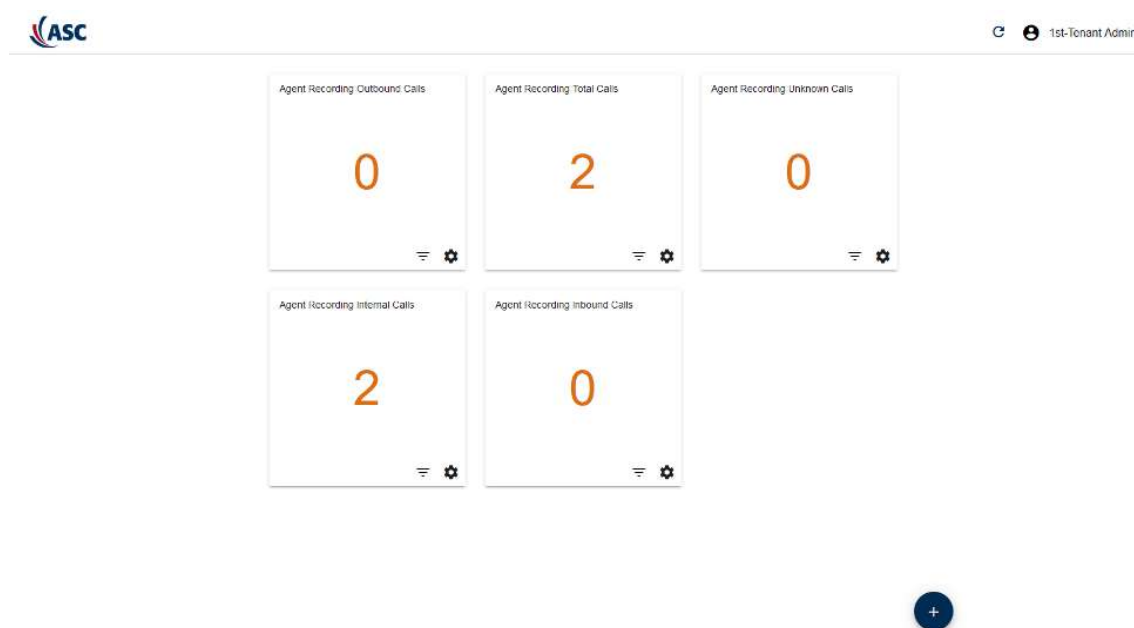 ASC
1st-Tenant Admin
Agent Recording Outbound Calls
0
Agent Recording Total Calls
2
Agent Recording Unknown Calls
0
Agent Recording Internal Calls
2
Agent Recording Inbound Calls
0
+